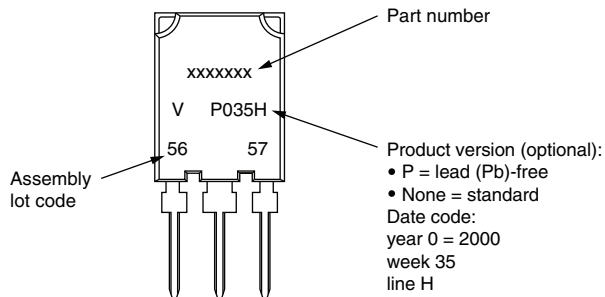 Part number
xxxxxxx
V P035H
56 57
Assembly
lot code
Product version (optional):
• P = lead (Pb)-free
• None = standard
Date code:
year 0 = 2000
week 35
line H